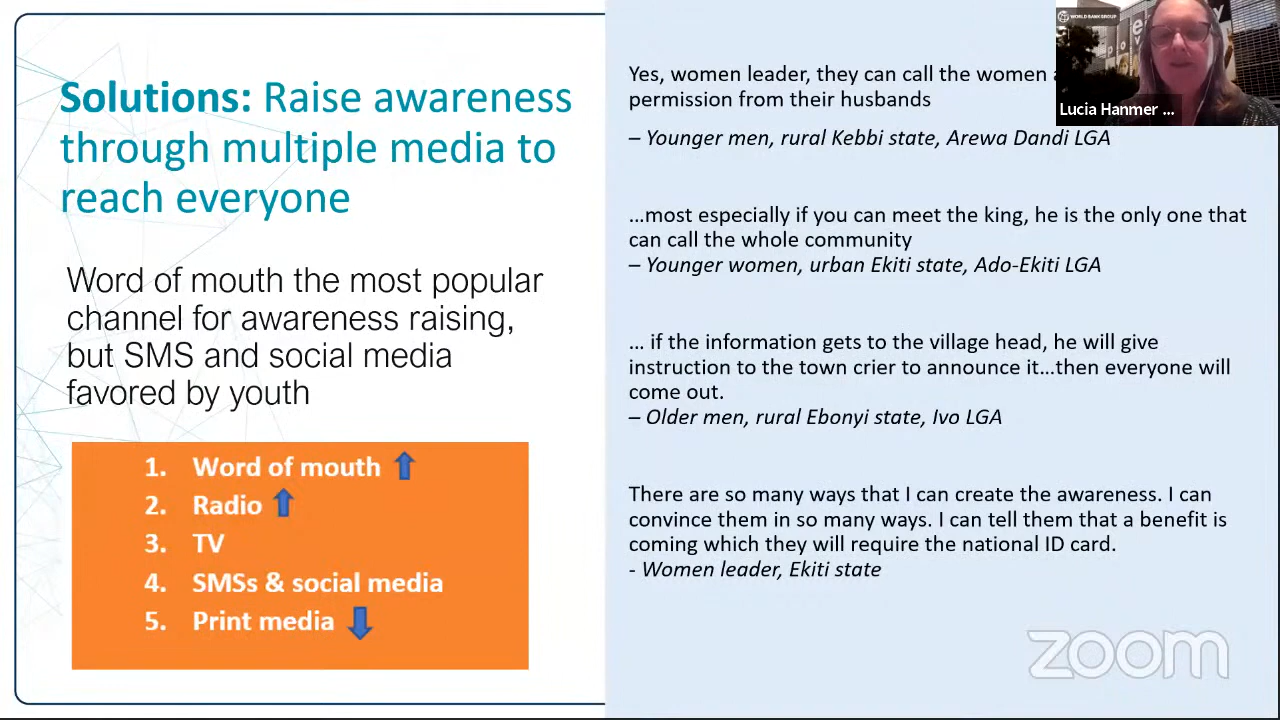 Solutions: Raise awareness
through multiple media to
reach everyone
Word of mouth the most popular
channel for awareness raising,
but SMS and social media
favored by youth
1. Word of mouth
2. Radio
3. TV
4. SMSs & social media
5. Print media
Yes, women leader, they can call the women
permission from their husbands
– Younger men, rural Kebbi state, Arewa Dandi LGA
…most especially if you can meet the king, he is the only one that
can call the whole community
– Younger women, urban Ekiti state, Ado-Ekiti LGA
… if the information gets to the village head, he will give
instruction to the town crier to announce it…then everyone will
come out.
– Older men, rural Ebonyi state, Ivo LGA
There are so many ways that I can create the awareness. I can
convince them in so many ways. I can tell them that a benefit is
coming which they will require the national ID card.
- Women leader, Ekiti state
WORLD BANK GROUP
Lucia Hanmer ...
zoom